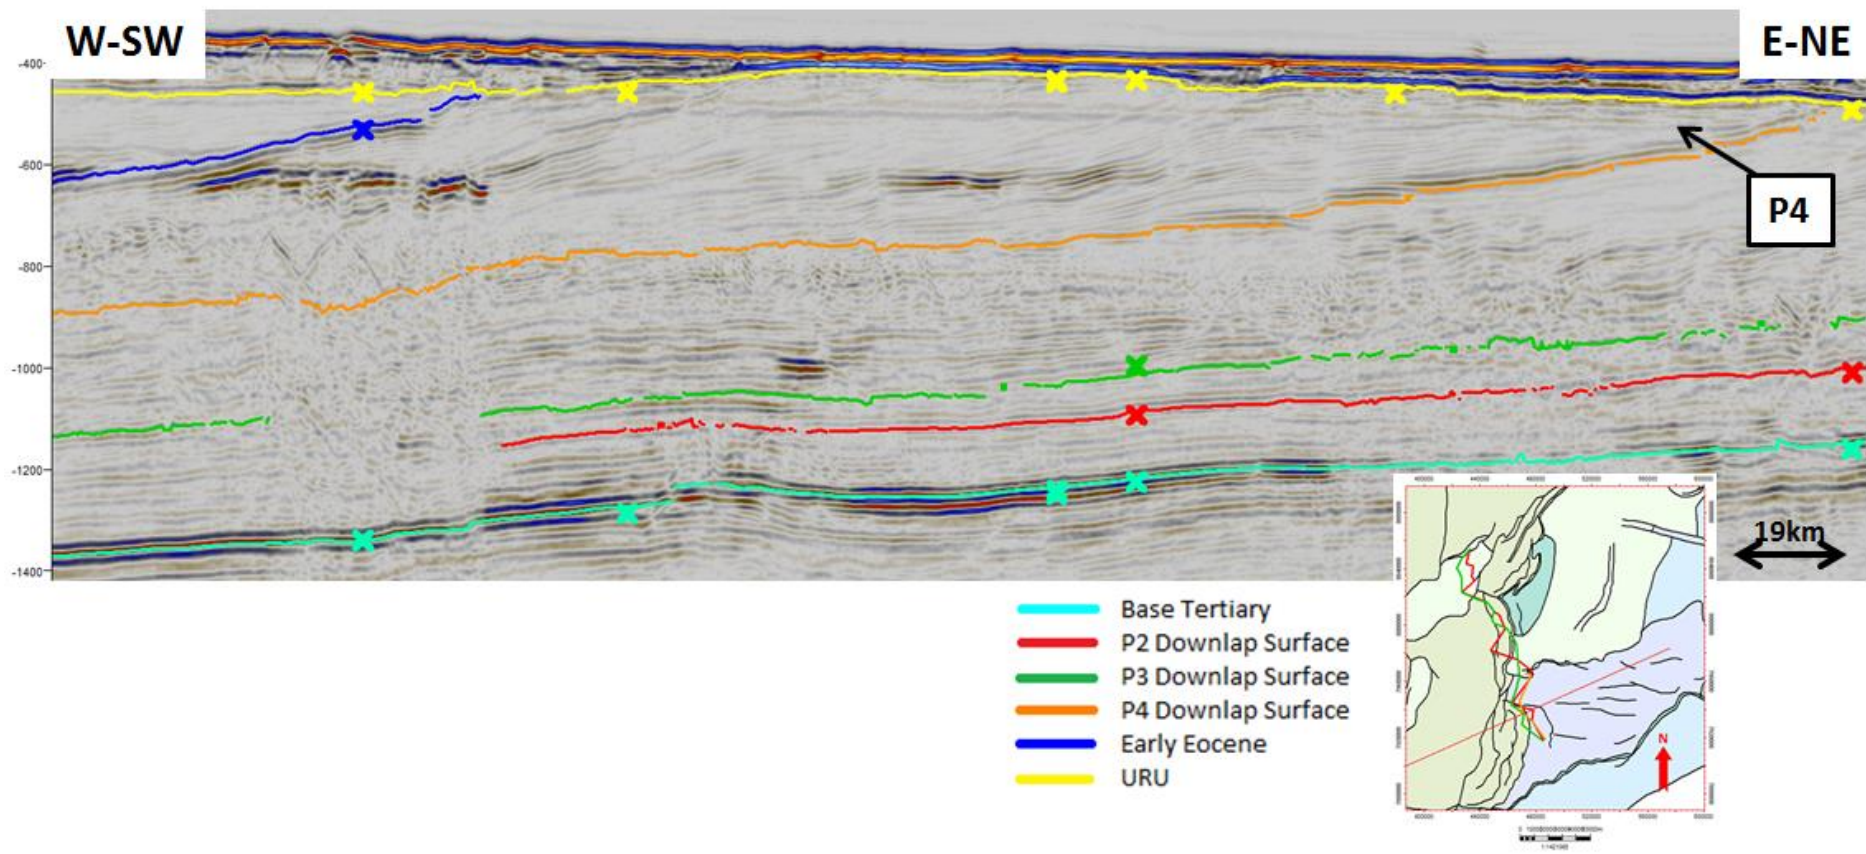 W-SW
E-NE
-400
-600
P4
-800
-1000
-1200
-1400
19km
Base Tertiary
P2 Downlap Surface
P3 Downlap Surface
P4 Downlap Surface
Early Eocene
URU
N